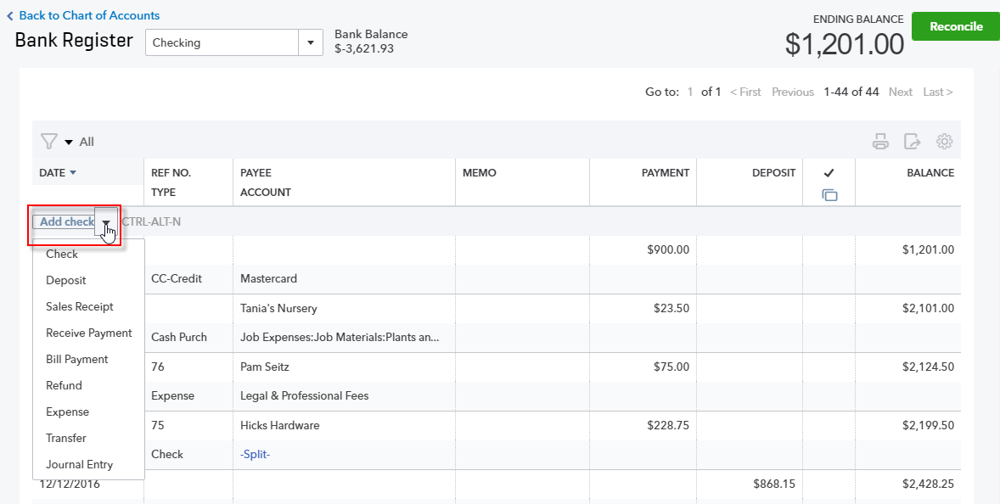 Back to Chart of Accounts
Bank Register Checking Bank Balance $-3,621.93 ENDING BALANCE $1,201.00 Reconcile
Go to: 1 of 1 < First Previous 1-44 of 44 Next Last >
All
DATE REF NO. PAYEE MEMO PAYMENT DEPOSIT ✓ BALANCE
TYPE ACCOUNT
Add check CTRL-ALT-N
Check
Deposit
Sales Receipt
Receive Payment
Bill Payment
Refund
Expense
Transfer
Journal Entry
$900.00 $1,201.00
CC-Credit Mastercard
Tania's Nursery $23.50 $2,101.00
Cash Purch Job Expenses:Job Materials:Plants an...
76 Pam Seitz $75.00 $2,124.50
Expense Legal & Professional Fees
75 Hicks Hardware $228.75 $2,199.50
Check -Split-
12/12/2016 $868.15 $2,428.25